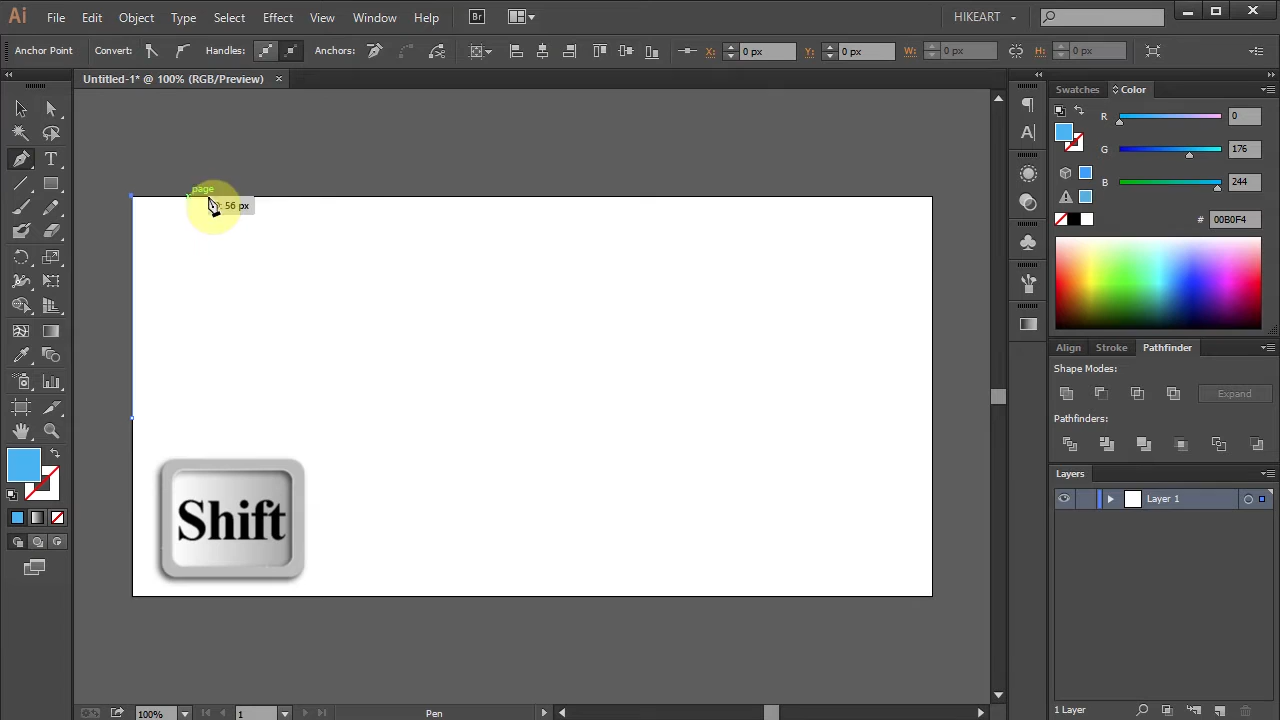 Ai File Edit Object Type Select Effect View Window Help Br HIKEART
Anchor Point Convert: Handles: Anchors: X: 0 px Y: 0 px W: 0 px H: 0 px
Untitled-1* @ 100% (RGB/Preview)
Swatches Color
R 0
G 176
B 244
# 00B0F4
page
56 px
Align Stroke Pathfinder
Shape Modes:
Expand
Pathfinders:
Layers
Layer 1
Shift
100% 1 Pen
1 Layer